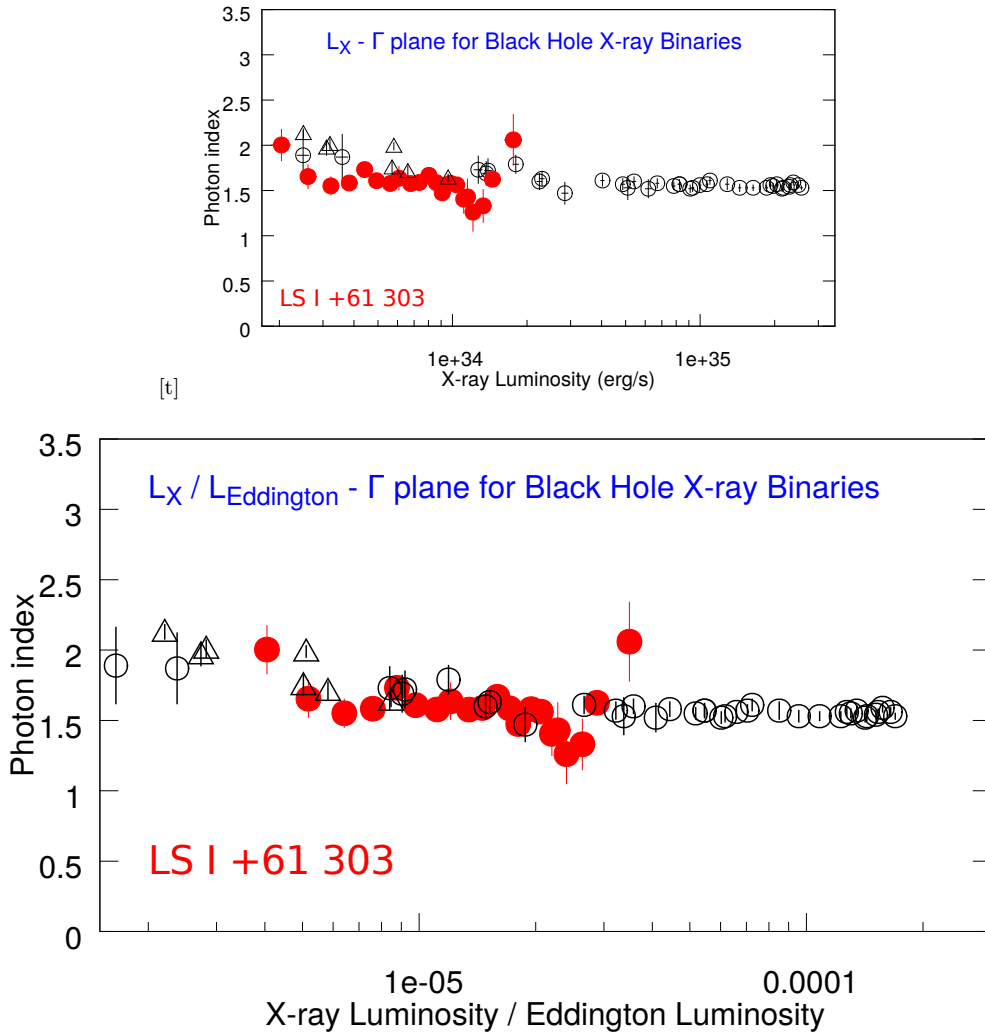 3.5
L_X - Γ plane for Black Hole X-ray Binaries
3
2.5
2
Photon index
1.5
1
0.5
LS I +61 303
0
1e+34 1e+35
X-ray Luminosity (erg/s)
[t]
3.5
L_X / L_Eddington - Γ plane for Black Hole X-ray Binaries
3
2.5
2
Photon index
1.5
1
0.5
LS I +61 303
0
1e-05 0.0001
X-ray Luminosity / Eddington Luminosity